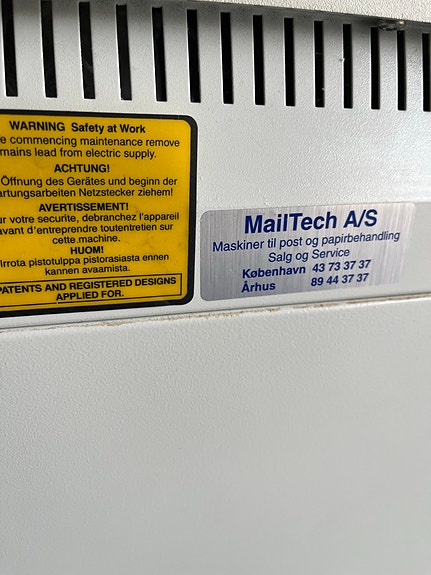 WARNING Safety at Work
commencing maintenance remove
mains lead from electric supply.
ACHTUNG!
Öffnung des Gerätes und beginn der
artungsarbeiten Netzstecker ziehem!
AVERTISSEMENT!
ur votre securite, debranchez l'appareil
avant d'entreprendre toutentretien sur
cette.machine.
HUOM!
Irrota pistotulppa pistorasiasta ennen
kannen avaamista.
PATENTS AND REGISTERED DESIGNS
APPLIED FOR.
MailTech A/S
Maskiner til post og papirbehandling
Salg og Service
København 43 73 37 37
Århus 89 44 37 37